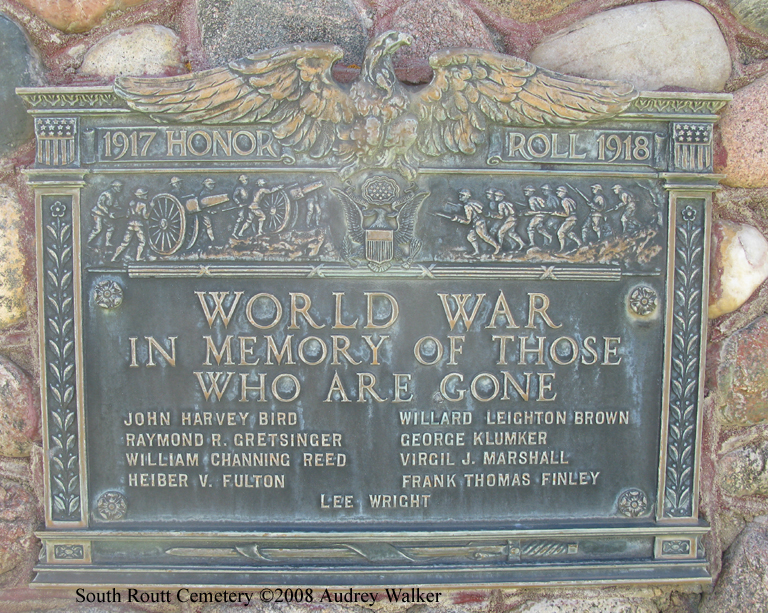 1917 HONOR ROLL 1918
WORLD WAR
IN MEMORY OF THOSE
WHO ARE GONE
JOHN HARVEY BIRD
RAYMOND R. GRETSINGER
WILLIAM CHANNING REED
HEIBER V. FULTON
WILLARD LEIGHTON BROWN
GEORGE KLUMKER
VIRGIL J. MARSHALL
FRANK THOMAS FINLEY
LEE WRIGHT
South Routt Cemetery ©2008 Audrey Walker